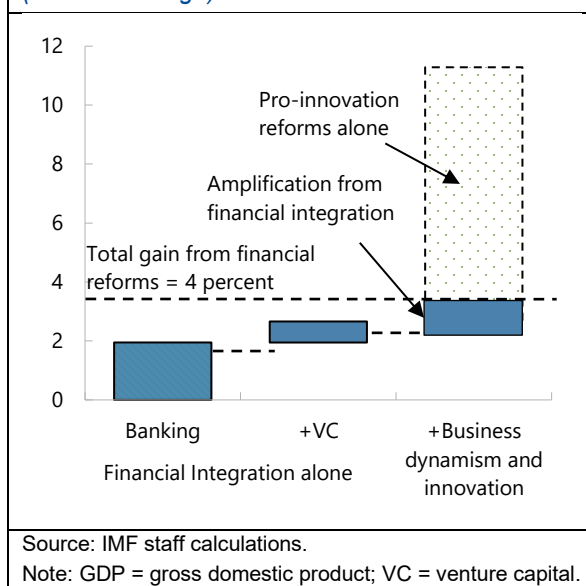 12
10
8
6
4
2
0
Pro-innovation
reforms alone
Amplification from
financial integration
Total gain from financial
reforms = 4 percent
Banking
+VC
+Business
dynamism and
innovation
Financial Integration alone
Source: IMF staff calculations.
Note: GDP = gross domestic product; VC = venture capital.